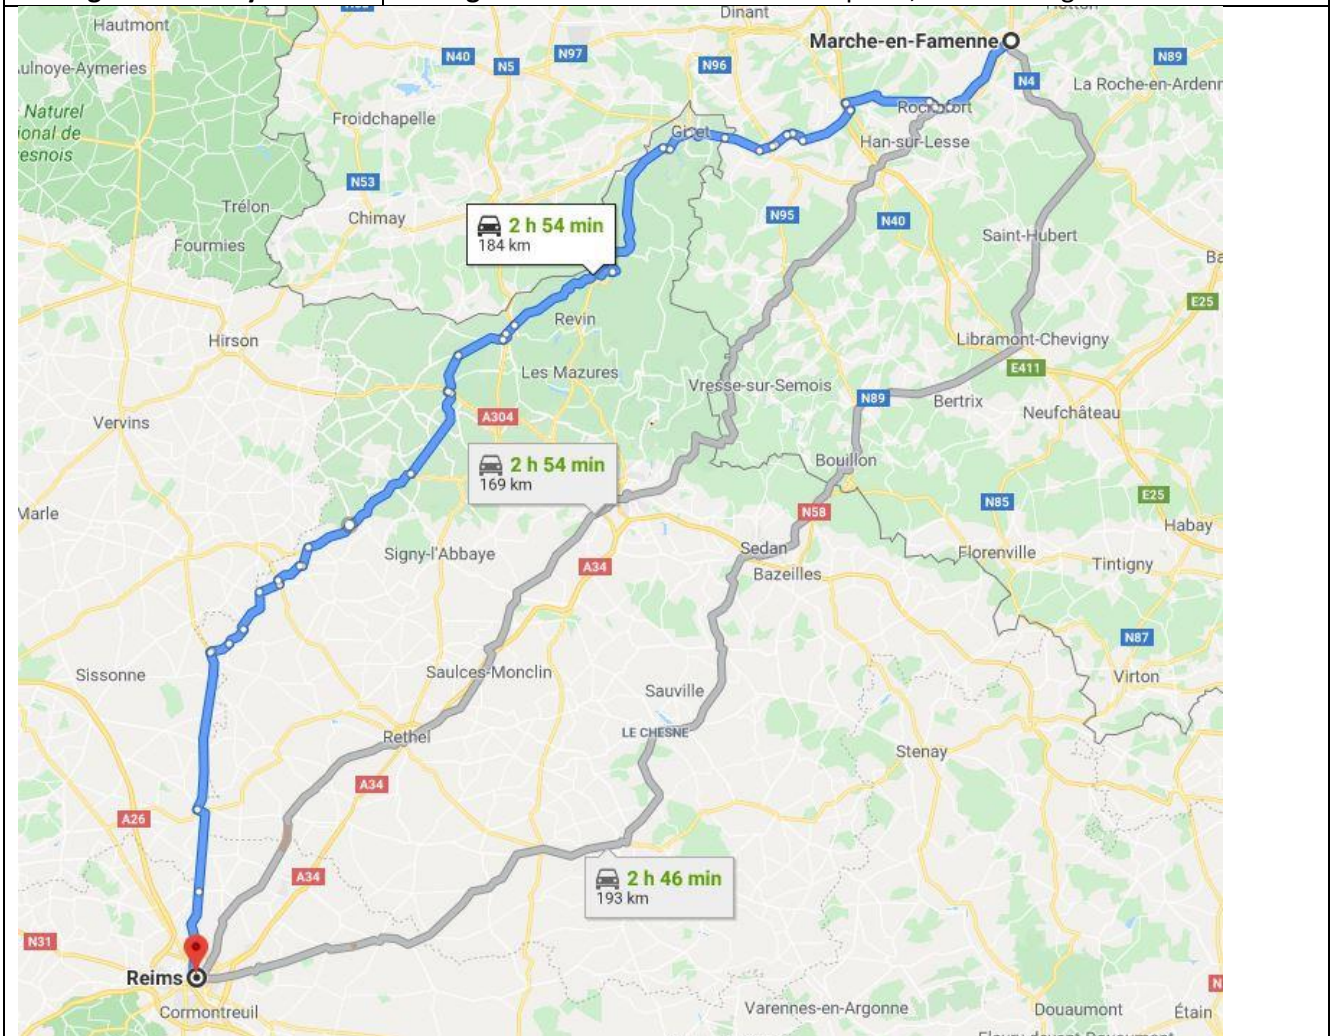 Hautmont
Dinant
Marche-en-Famenne
N40
N97
N5
N96
N89
ulnoye-Aymeries
N4
La Roche-en-Ardenn
Naturel
ional de
esnois
Froidchapelle
Rochefort
Givet
Han-sur-Lesse
N53
Trélon
Chimay
N95
N40
2 h 54 min
184 km
Fourmies
Saint-Hubert
Ba
E25
Revin
Hirson
Libramont-Chevigny
E411
Les Mazures
Vresse-sur-Semois
N89
Bertrix
Neufchâteau
A304
Vervins
2 h 54 min
169 km
Bouillon
E25
N85
Marle
N58
Habay
Signy-l'Abbaye
Sedan
Florenville
A34
Bazeilles
Tintigny
N87
Sissonne
Saulces-Monclin
Sauville
Virton
LE CHESNE
Rethel
Stenay
A34
A26
A34
2 h 46 min
193 km
N31
Reims
N
Cormontreuil
Varennes-en-Argonne
Douaumont
Étain